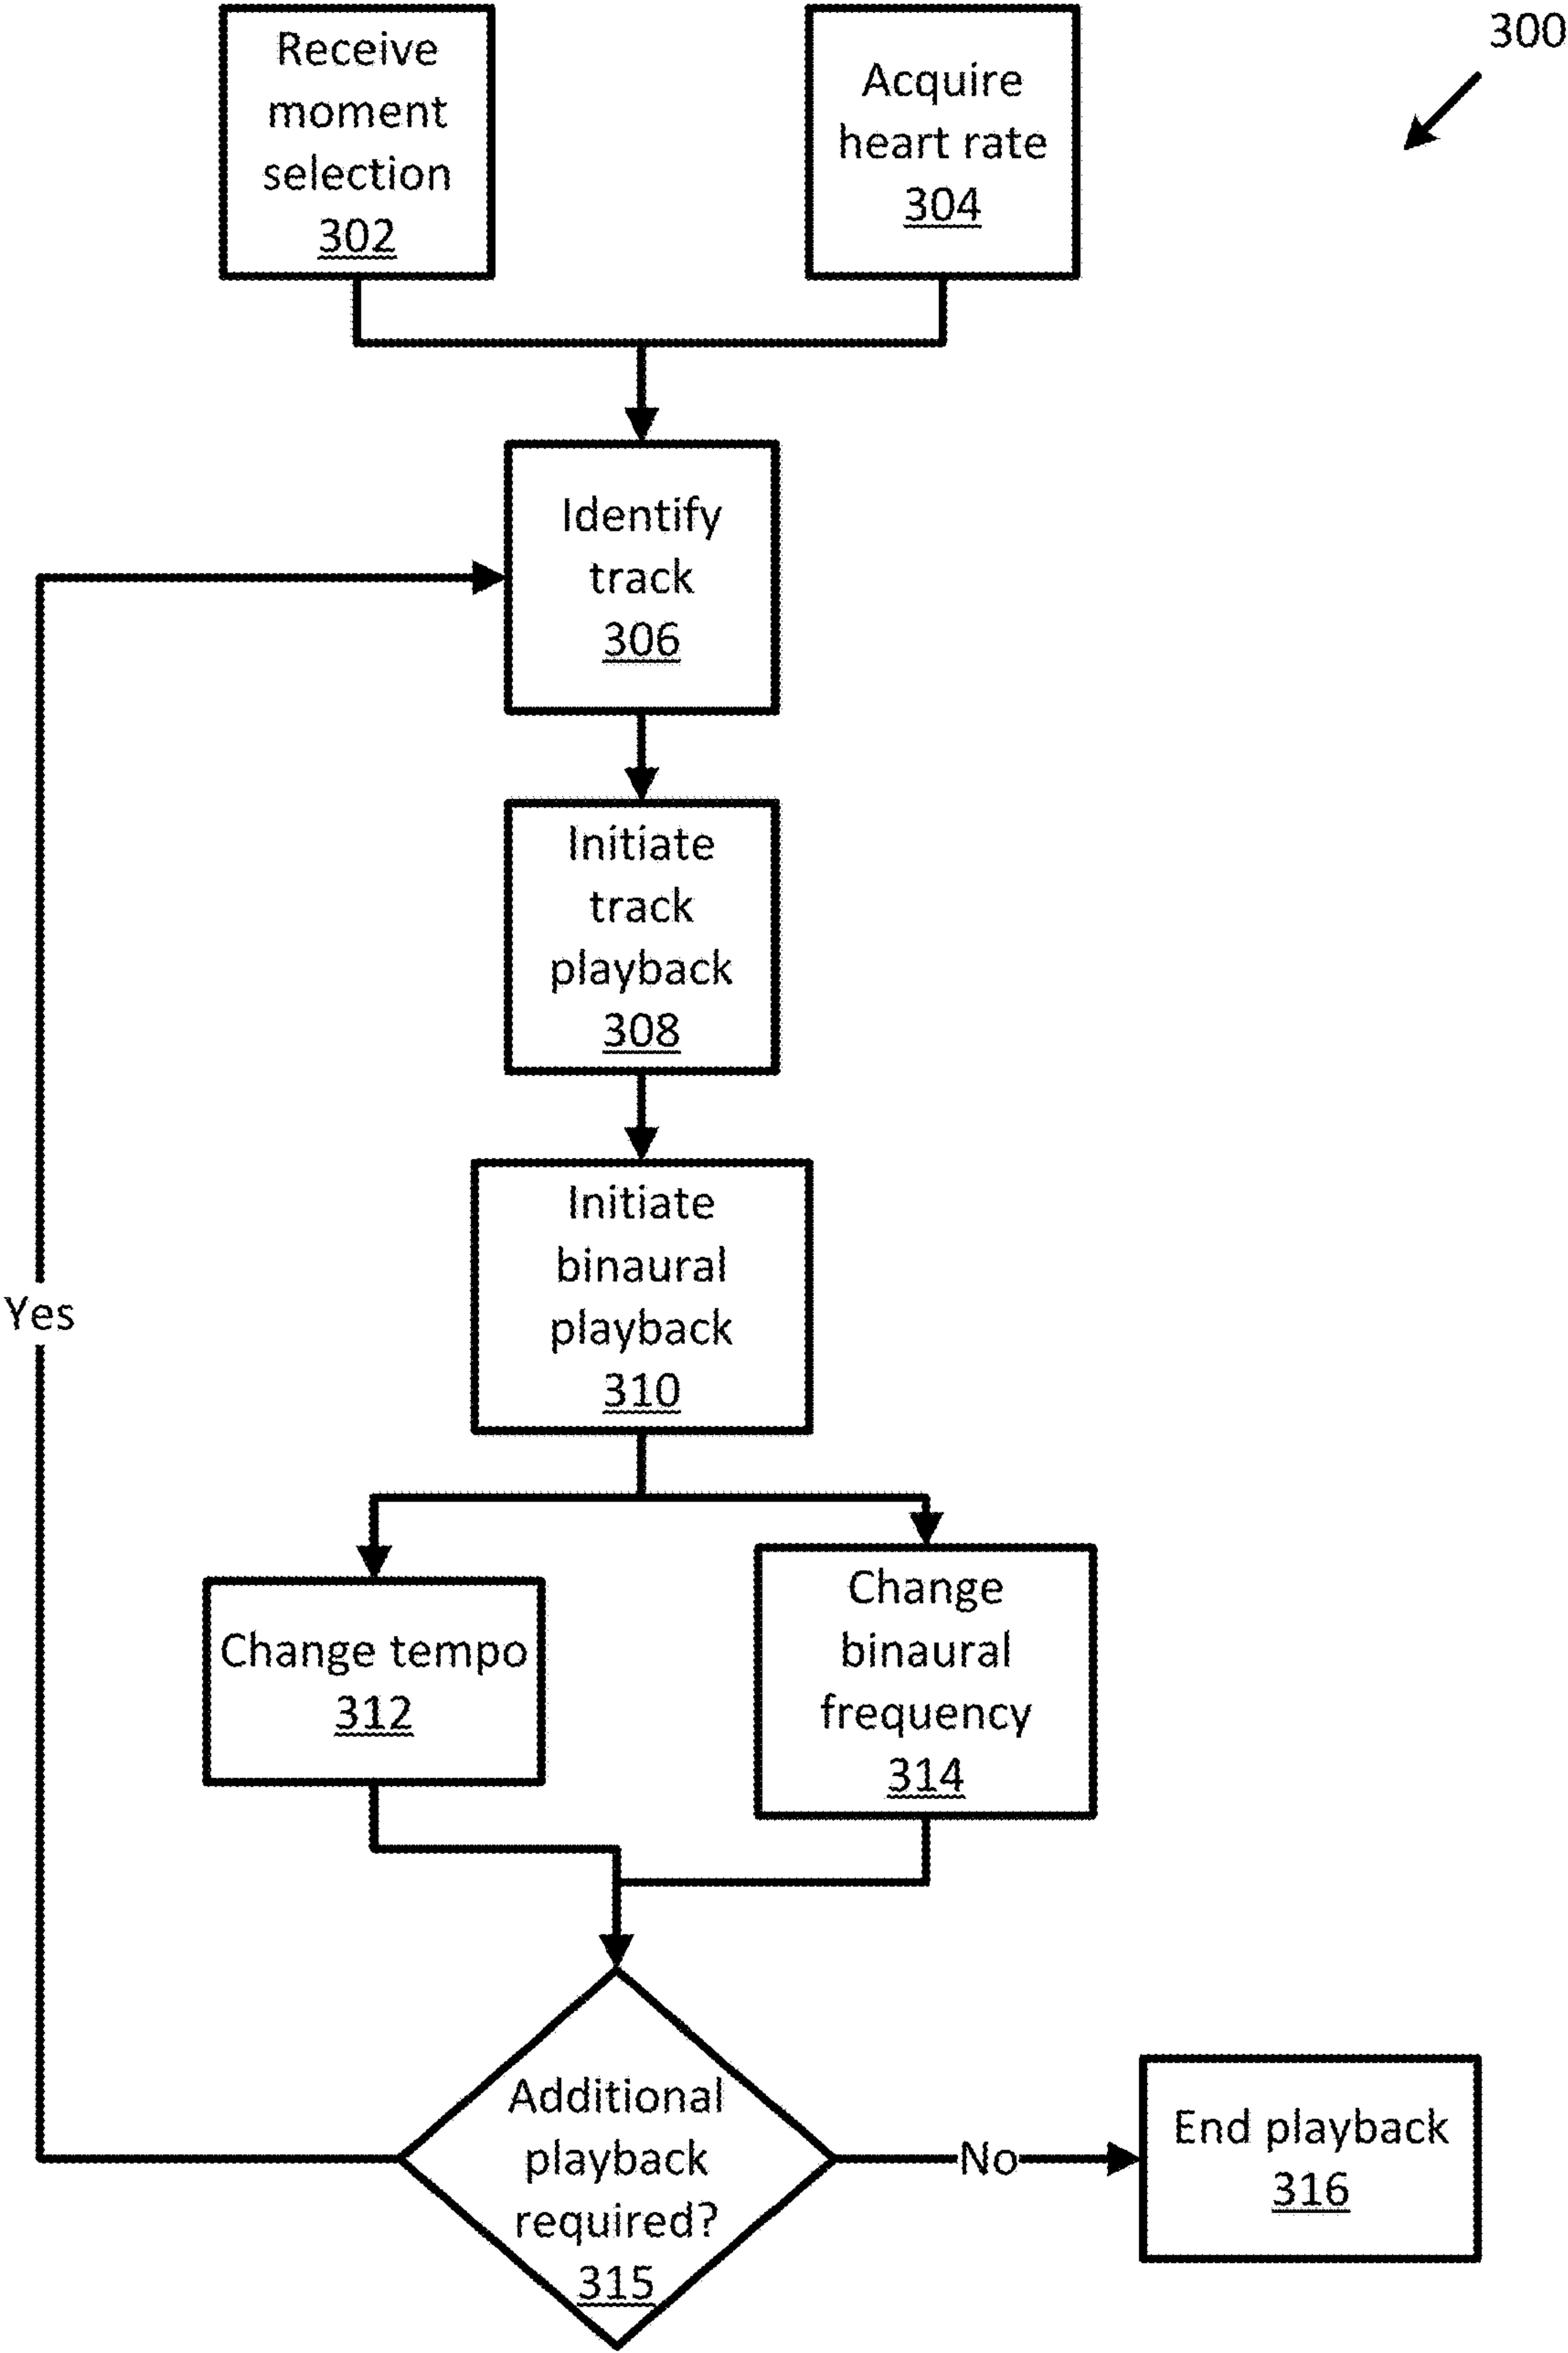 300
Receive
moment
selection
302
Acquire
heart rate
304
Identify
track
306
Initiate
track
playback
308
Initiate
binaural
playback
310
Yes
Change tempo
312
Change
binaural
frequency
314
Additional
playback
required?
315
No
End playback
316